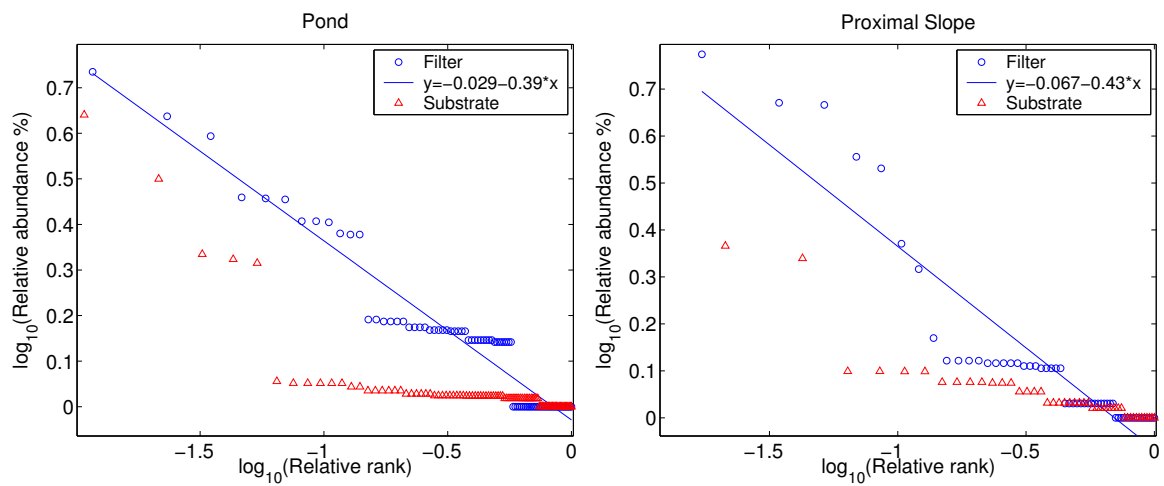 Pond
Filter
y=−0.029−0.39*x
Substrate
log10(Relative abundance %)
0.7
0.6
0.5
0.4
0.3
0.2
0.1
0
−1.5
−1
−0.5
0
log10(Relative rank)
Proximal Slope
Filter
y=−0.067−0.43*x
Substrate
log10(Relative abundance %)
0.7
0.6
0.5
0.4
0.3
0.2
0.1
0
−1.5
−1
−0.5
0
log10(Relative rank)